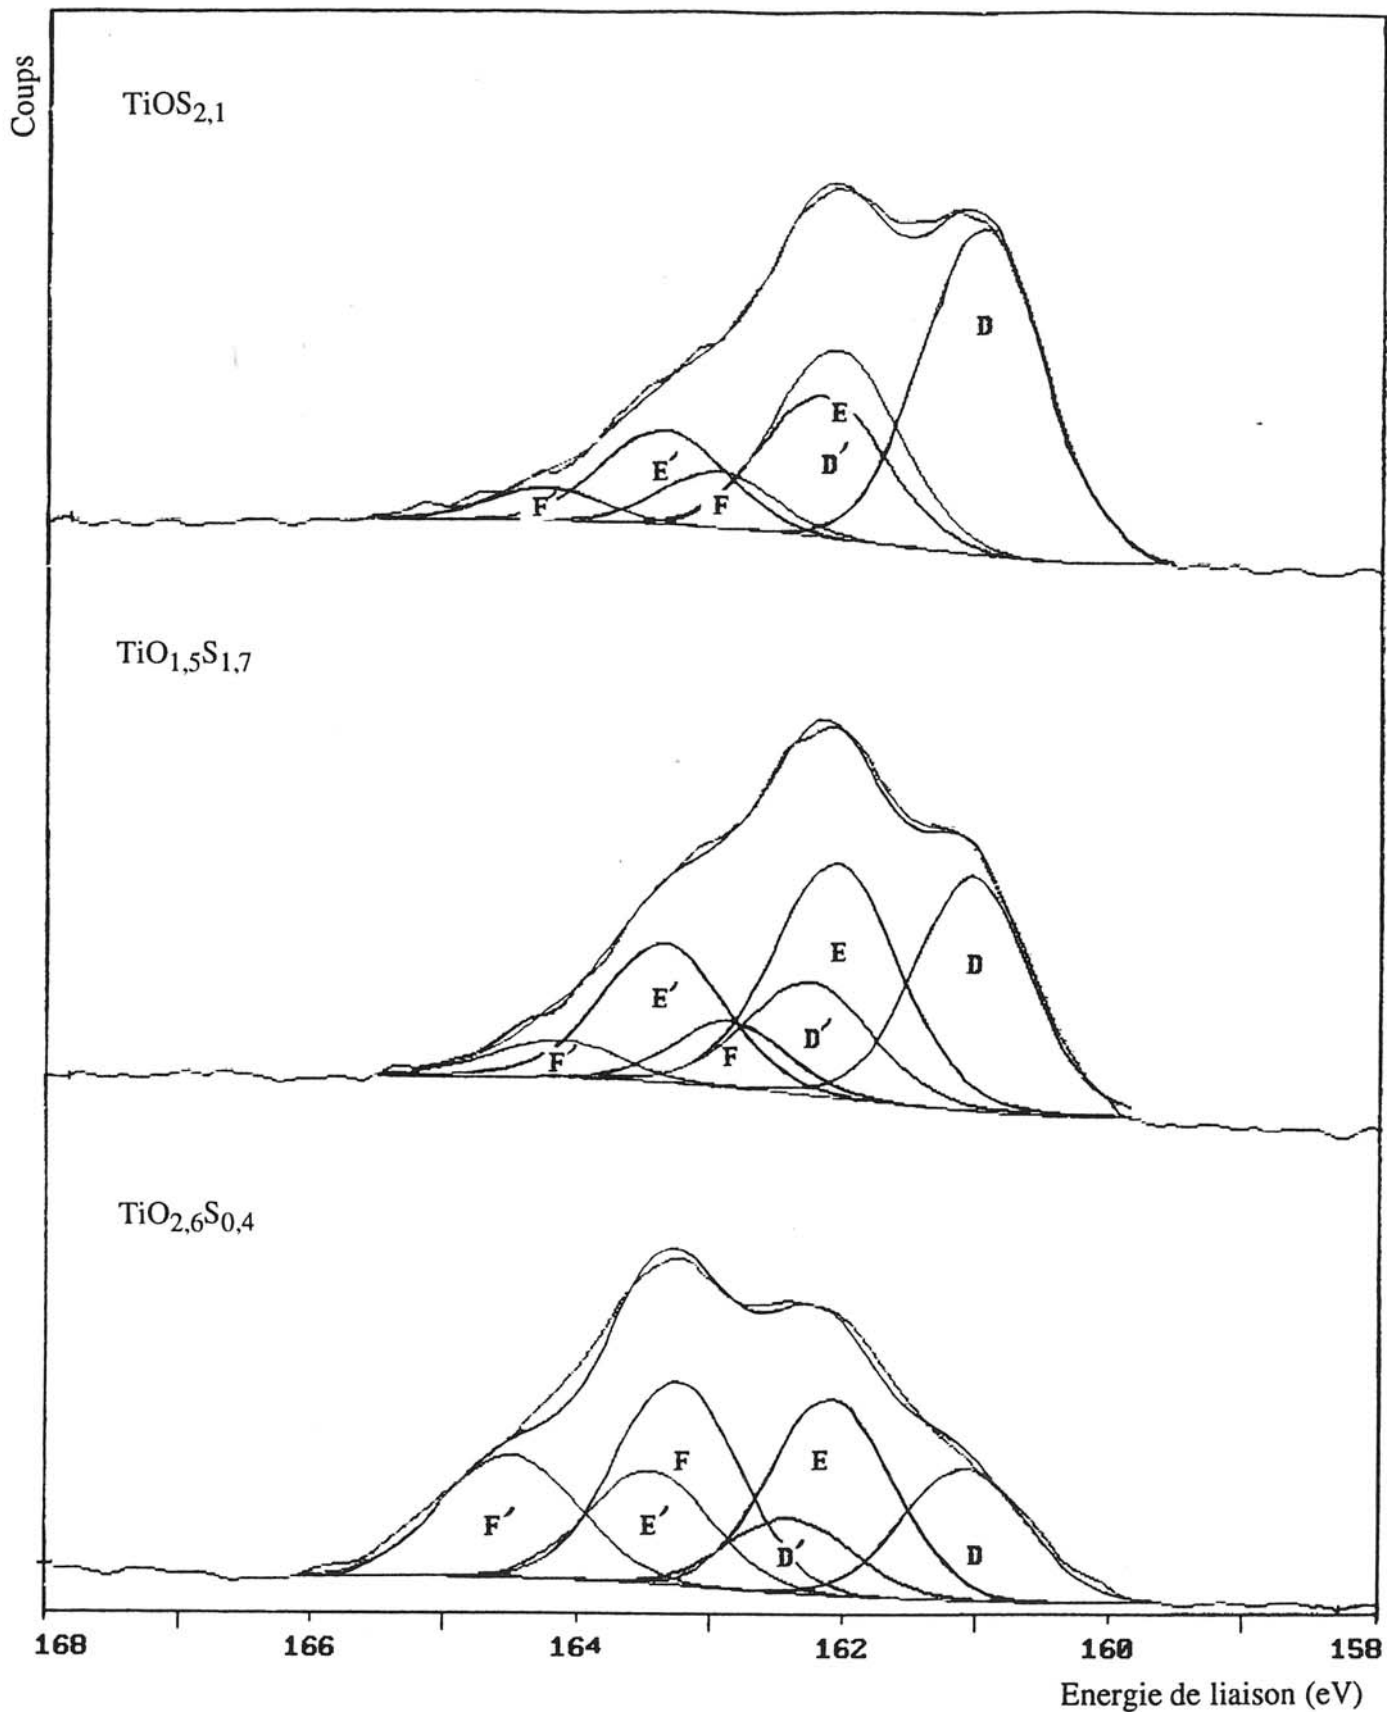 Coups
TiOS2,1
D
E
D′
E′
F
F′
TiO1,5S1,7
E
D
E′
D′
F
F′
TiO2,6S0,4
F
E
F′
E′
D′
D
168 166 164 162 160 158
Energie de liaison (eV)